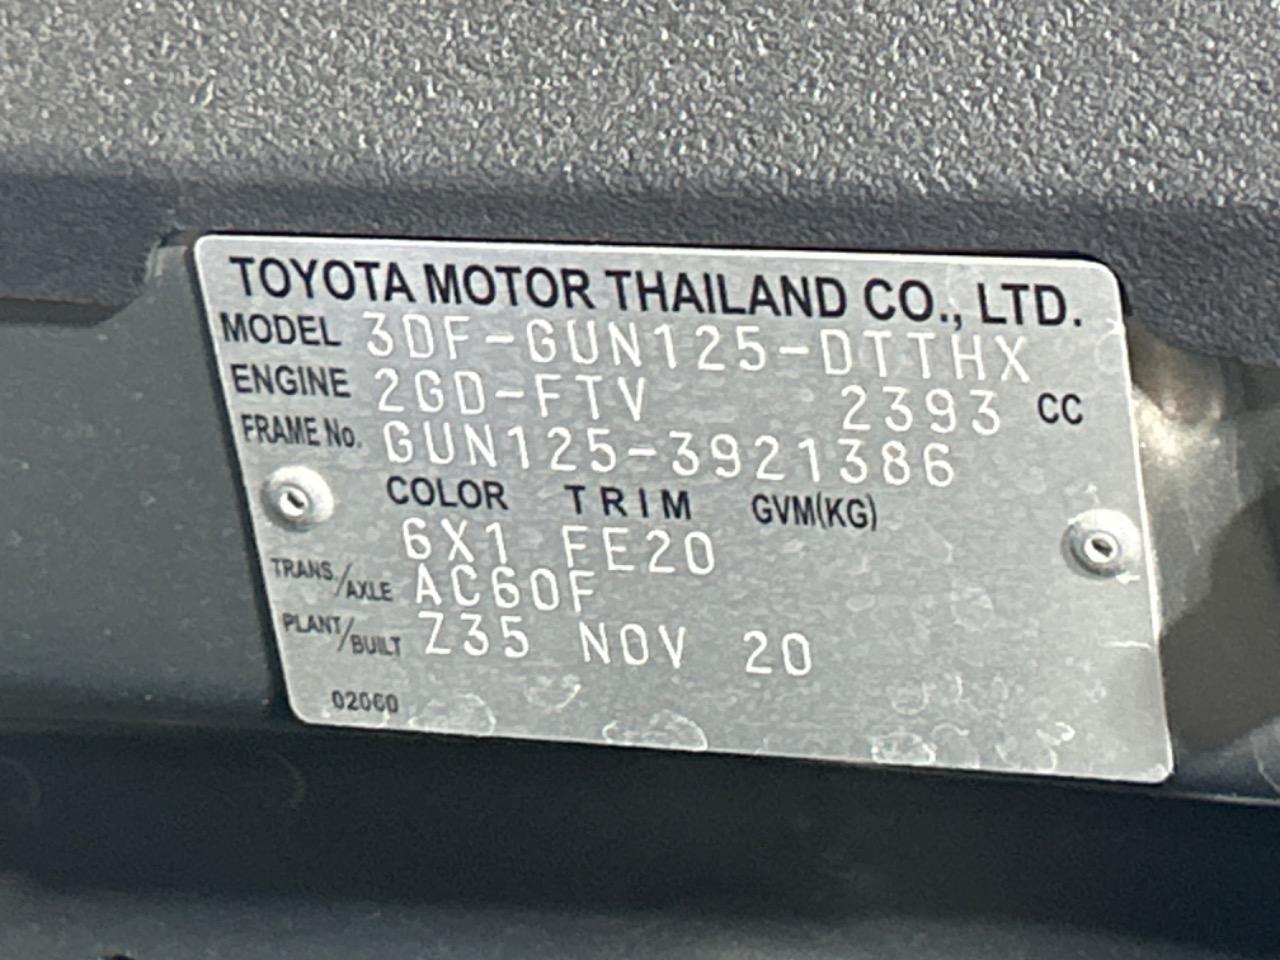 TOYOTA MOTOR THAILAND CO., LTD.
MODEL 3DF-GUN125-DTTHX
ENGINE 2GD-FTV 2393 CC
FRAME No. GUN125-3921386
COLOR TRIM GVM(KG)
6X1 FE20
TRANS./AXLE AC60F
PLANT/BUILT Z35 NOV 20
02060